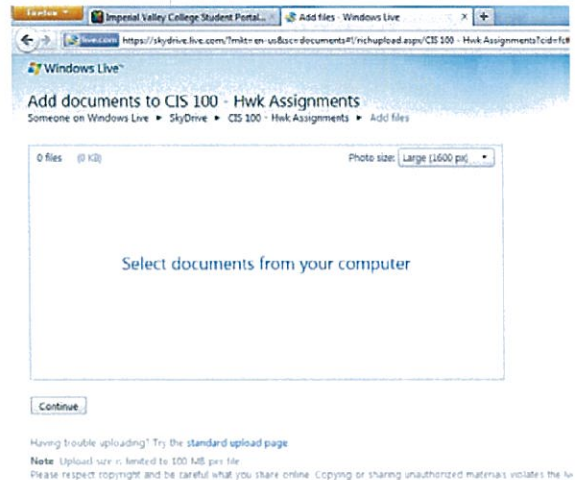 Firefox
Imperial Valley College Student Portal...
Add files - Windows Live
live.com https://skydrive.live.com/?mkt=en-us&sc=documents#!/richupload.aspx/CIS 100 - Hwk Assignments?cid=fc
Windows Live™
Add documents to CIS 100 - Hwk Assignments
Someone on Windows Live ► SkyDrive ► CIS 100 - Hwk Assignments ► Add files
0 files (0 KB) Photo size: Large (1600 px)
Select documents from your computer
Continue
Having trouble uploading? Try the standard upload page
Note Upload size is limited to 100 MB per file
Please respect copyright and be careful what you share online. Copying or sharing unauthorized materials violates the